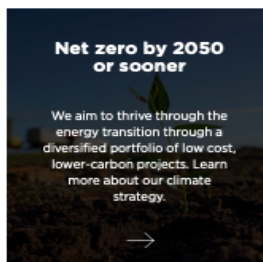 Net zero by 2050
or sooner
We aim to thrive through the
energy transition through a
diversified portfolio of low cost,
lower-carbon projects. Learn
more about our climate
strategy.